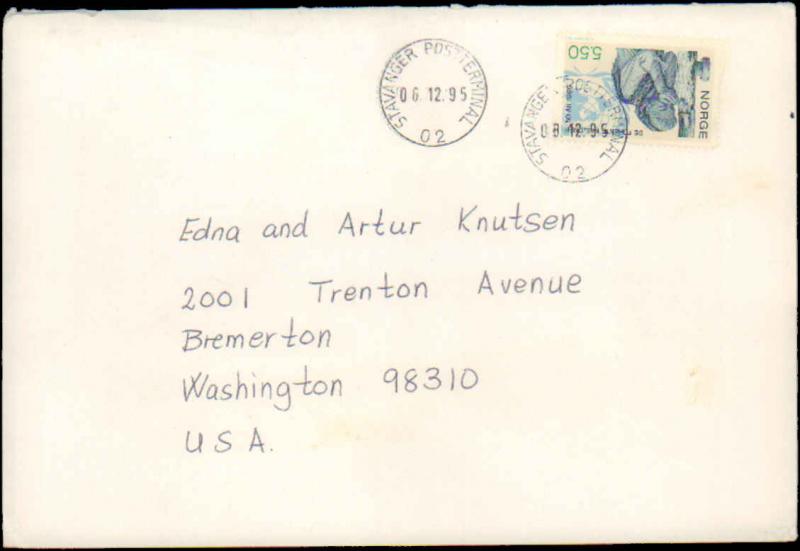 STAVANGER POSTTERMINAL
06.12.95
02
5.50
NORGE
STAVANGER POSTTERMINAL
06.12.95
02
Edna and Artur Knutsen
2001 Trenton Avenue
Bremerton
Washington 98310
USA.